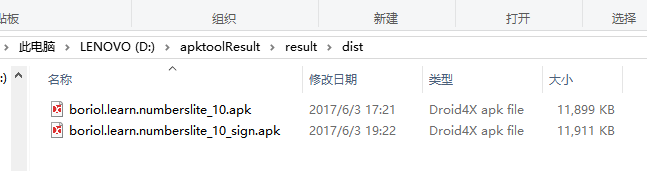 贴板 组织 新建 打开 选择
此电脑 > LENOVO (D:) > apktoolResult > result > dist
:) 名称 修改日期 类型 大小
boriol.learn.numberslite_10.apk 2017/6/3 17:21 Droid4X apk file 11,899 KB
boriol.learn.numberslite_10_sign.apk 2017/6/3 19:22 Droid4X apk file 11,911 KB